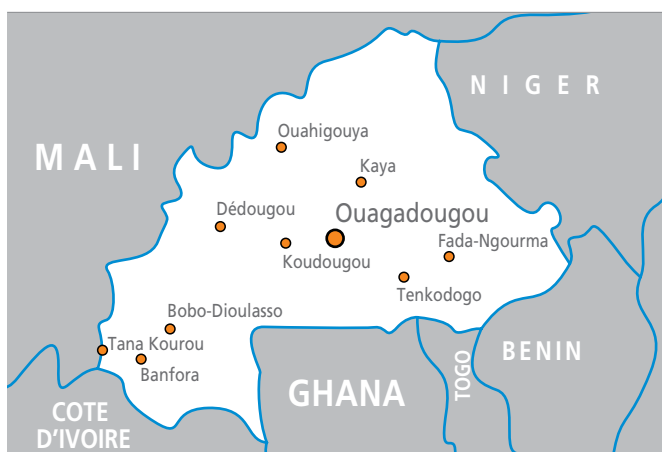 NIGER
Ouahigouya
MALI
Kaya
Dédougou
Ouagadougou
Fada-Ngourma
Koudougou
Tenkodogo
Bobo-Dioulasso
Tana Kourou
BENIN
Banfora
TOGO
GHANA
COTE
D'IVOIRE